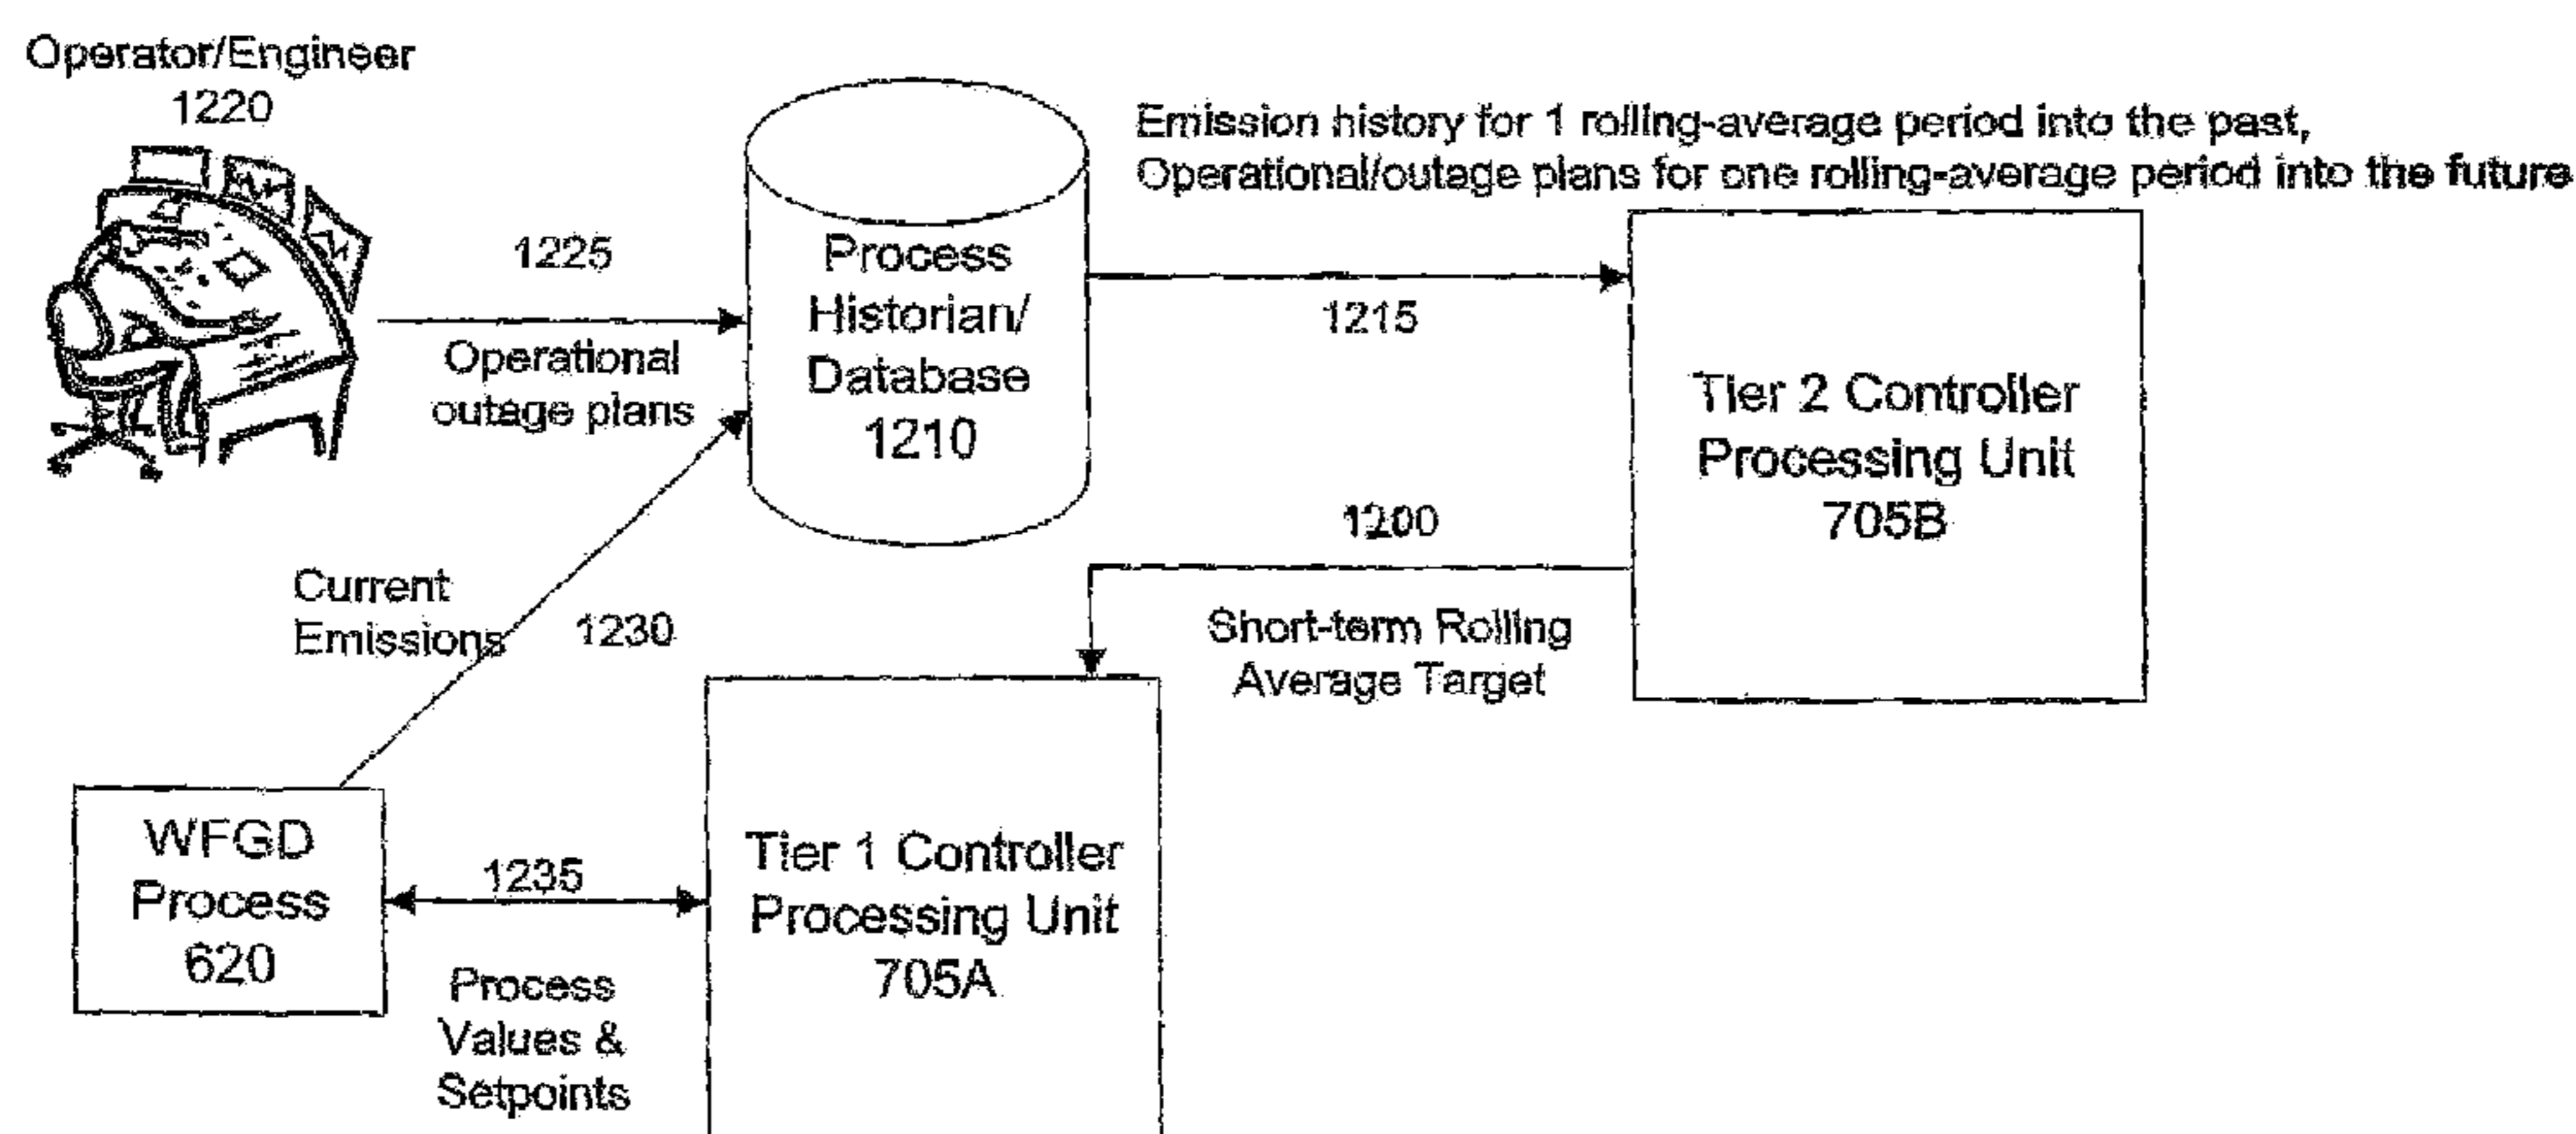 Operator/Engineer
1220
Emission history for 1 rolling-average period into the past,
Operational/outage plans for one rolling-average period into the future
1225
Operational
outage plans
Process
Historian/
Database
1210
1215
Tier 2 Controller
Processing Unit
705B
1200
Short-term Rolling
Average Target
Current
Emissions
1230
WFGD
Process
620
1235
Process
Values &
Setpoints
Tier 1 Controller
Processing Unit
705A